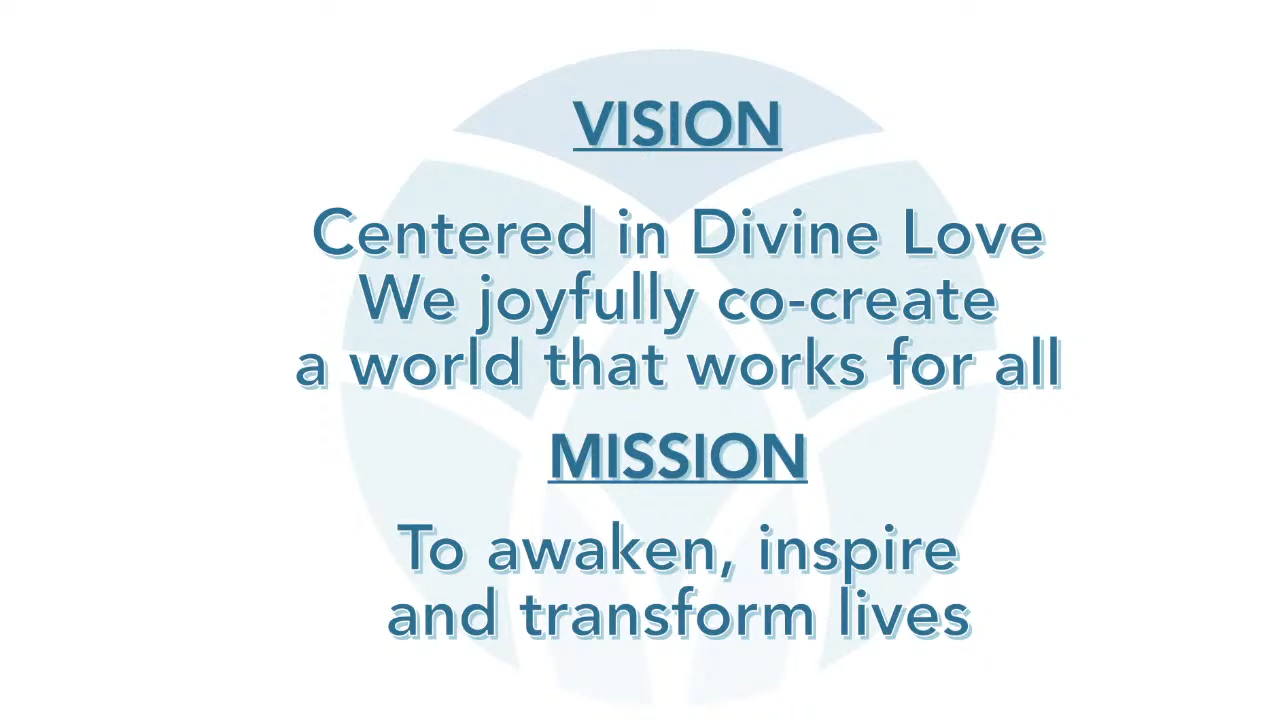 VISION
Centered in Divine Love
We joyfully co-create
a world that works for all
MISSION
To awaken, inspire
and transform lives